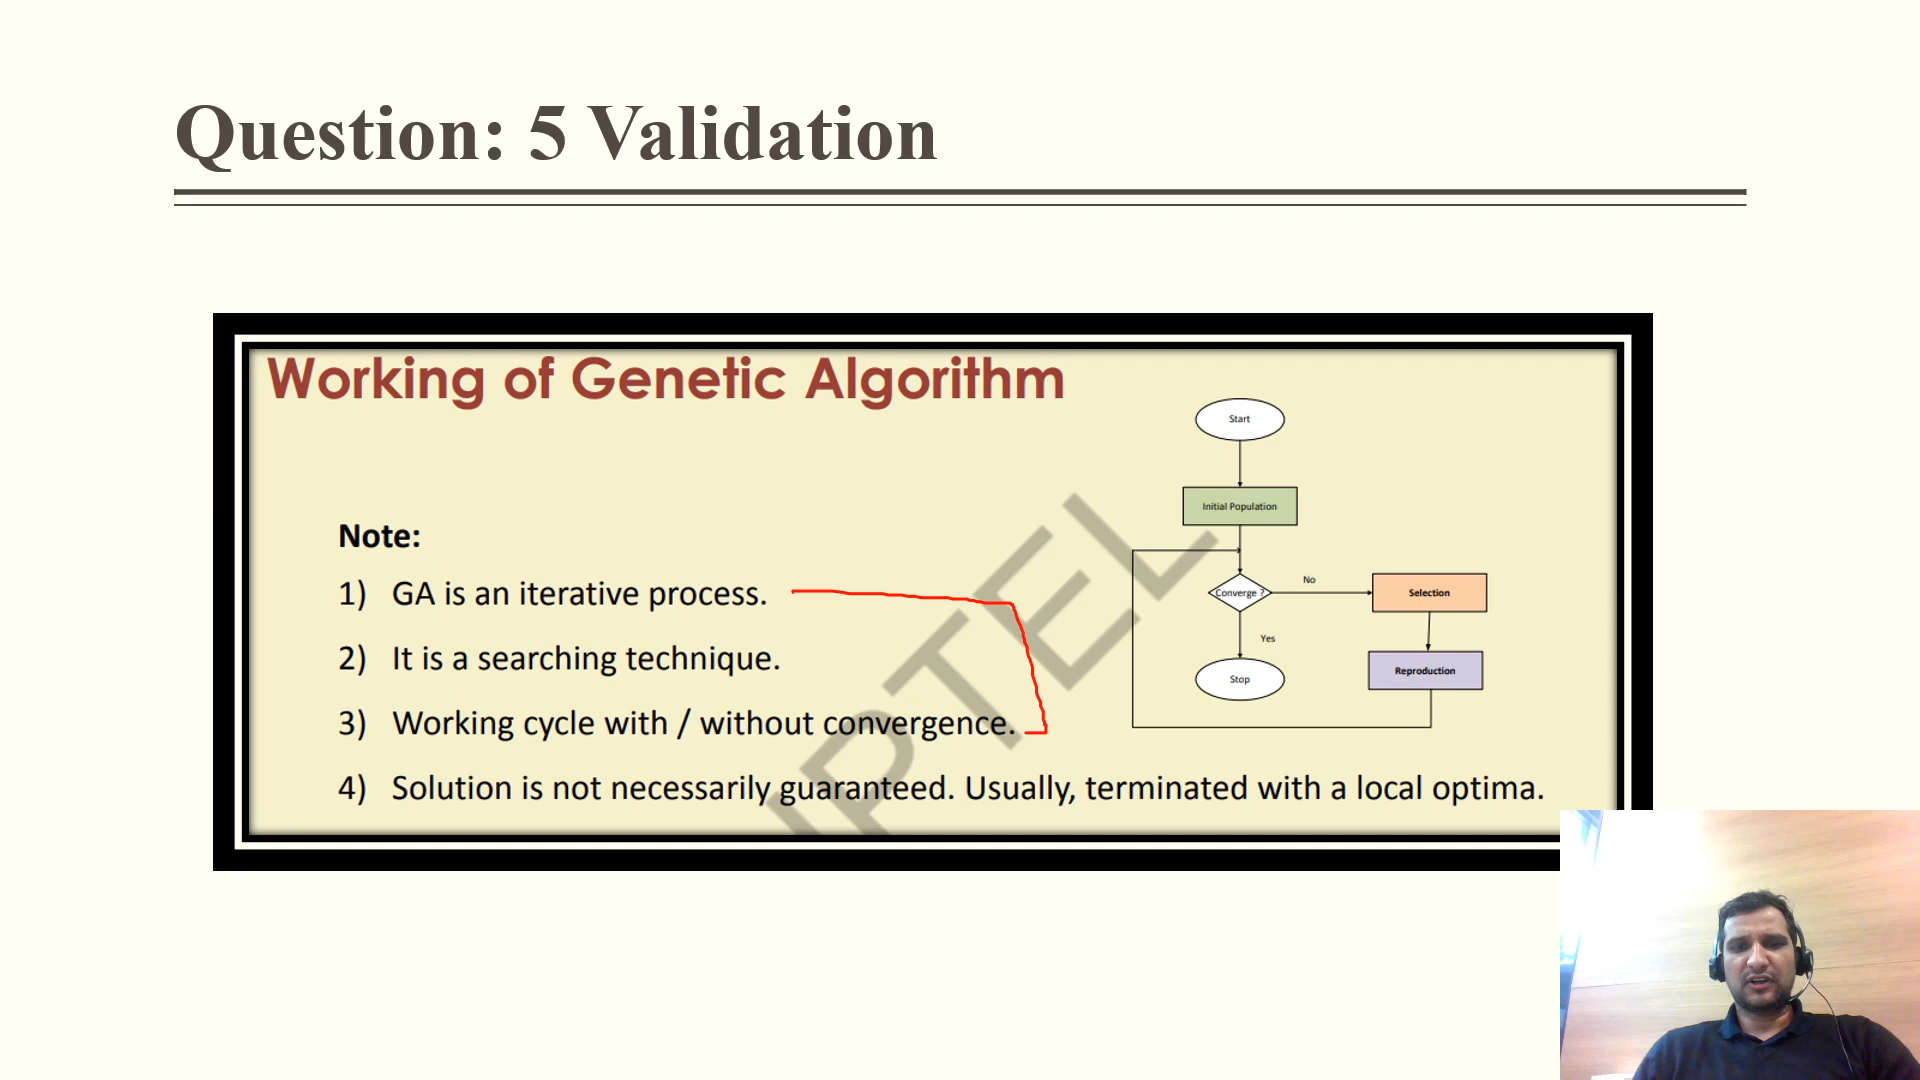 Question: 5 Validation
Working of Genetic Algorithm
Note:
1) GA is an iterative process.
2) It is a searching technique.
3) Working cycle with / without convergence.
4) Solution is not necessarily guaranteed. Usually, terminated with a local optima.
Start
Initial Population
Converge ?
No
Selection
Yes
Reproduction
Stop
IPTEL